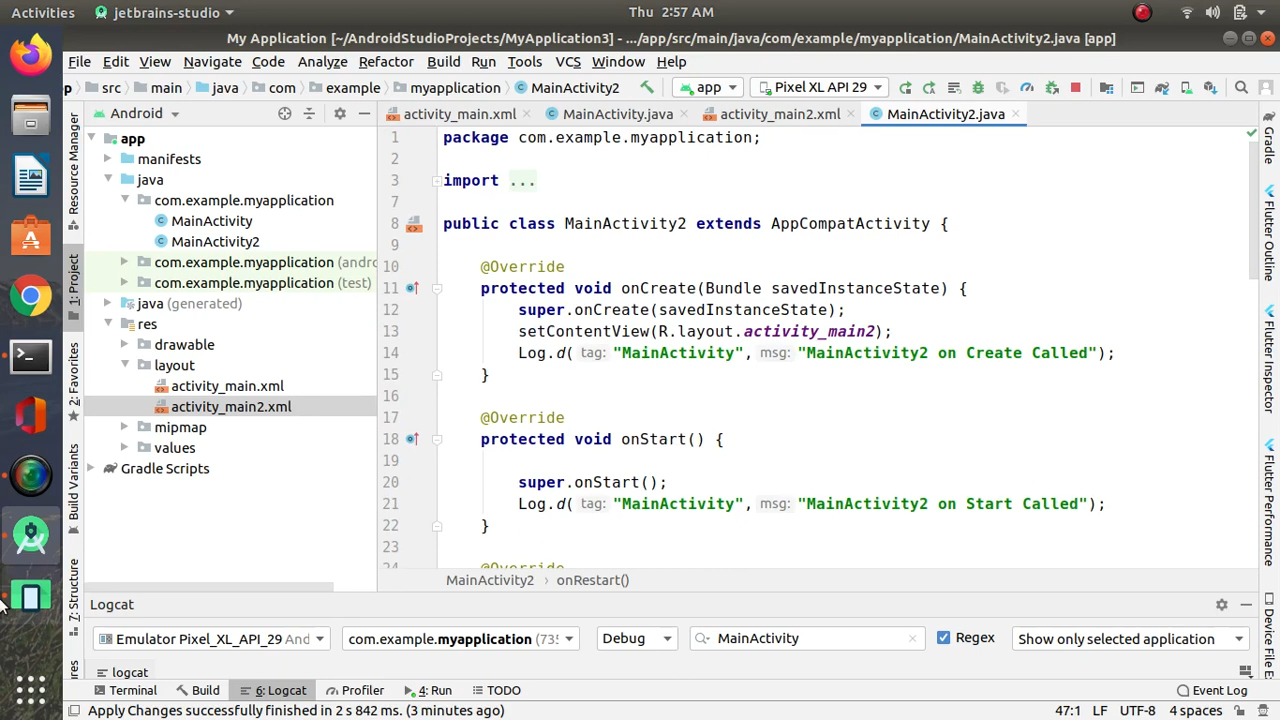 Activities jetbrains-studio Thu 2:57 AM
My Application [~/AndroidStudioProjects/MyApplication3] - .../app/src/main/java/com/example/myapplication/MainActivity2.java [app]
File Edit View Navigate Code Analyze Refactor Build Run Tools VCS Window Help
p src main java com example myapplication MainActivity2 app Pixel XL API 29
Android activity_main.xml MainActivity.java activity_main2.xml MainActivity2.java
app
manifests
java
com.example.myapplication
MainActivity
MainActivity2
com.example.myapplication (andro
com.example.myapplication (test)
java (generated)
res
drawable
layout
activity_main.xml
activity_main2.xml
mipmap
values
Gradle Scripts
Resource Manager
1: Project
2: Favorites
Build Variants
7: Structure
1 package com.example.myapplication;
2
3 import ...
7
8 public class MainActivity2 extends AppCompatActivity {
9
10 @Override
11 protected void onCreate(Bundle savedInstanceState) {
12 super.onCreate(savedInstanceState);
13 setContentView(R.layout.activity_main2);
14 Log.d( tag: "MainActivity", msg: "MainActivity2 on Create Called");
15 }
16
17 @Override
18 protected void onStart() {
19
20 super.onStart();
21 Log.d( tag: "MainActivity", msg: "MainActivity2 on Start Called");
22 }
23
24 @Override
MainActivity2 onRestart()
Gradle
Flutter Outline
Flutter Inspector
Flutter Performance
Device File E
Logcat
Emulator Pixel_XL_API_29 And com.example.myapplication (735 Debug MainActivity Regex Show only selected application
logcat
Terminal Build 6: Logcat Profiler 4: Run TODO Event Log
Apply Changes successfully finished in 2 s 842 ms. (3 minutes ago) 47:1 LF UTF-8 4 spaces